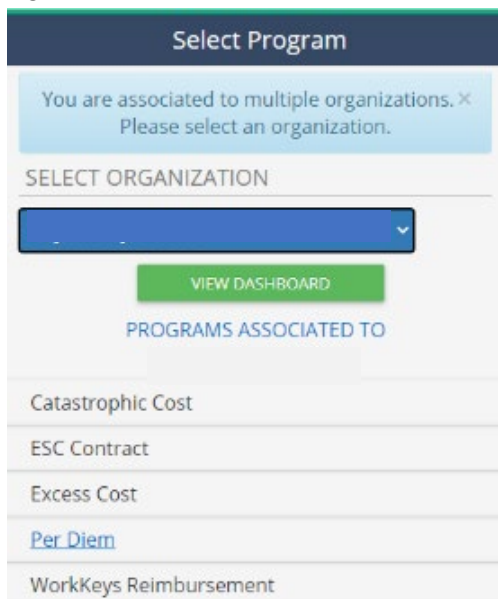 Select Program
You are associated to multiple organizations. ×
Please select an organization.
SELECT ORGANIZATION
VIEW DASHBOARD
PROGRAMS ASSOCIATED TO
Catastrophic Cost
ESC Contract
Excess Cost
Per Diem
WorkKeys Reimbursement